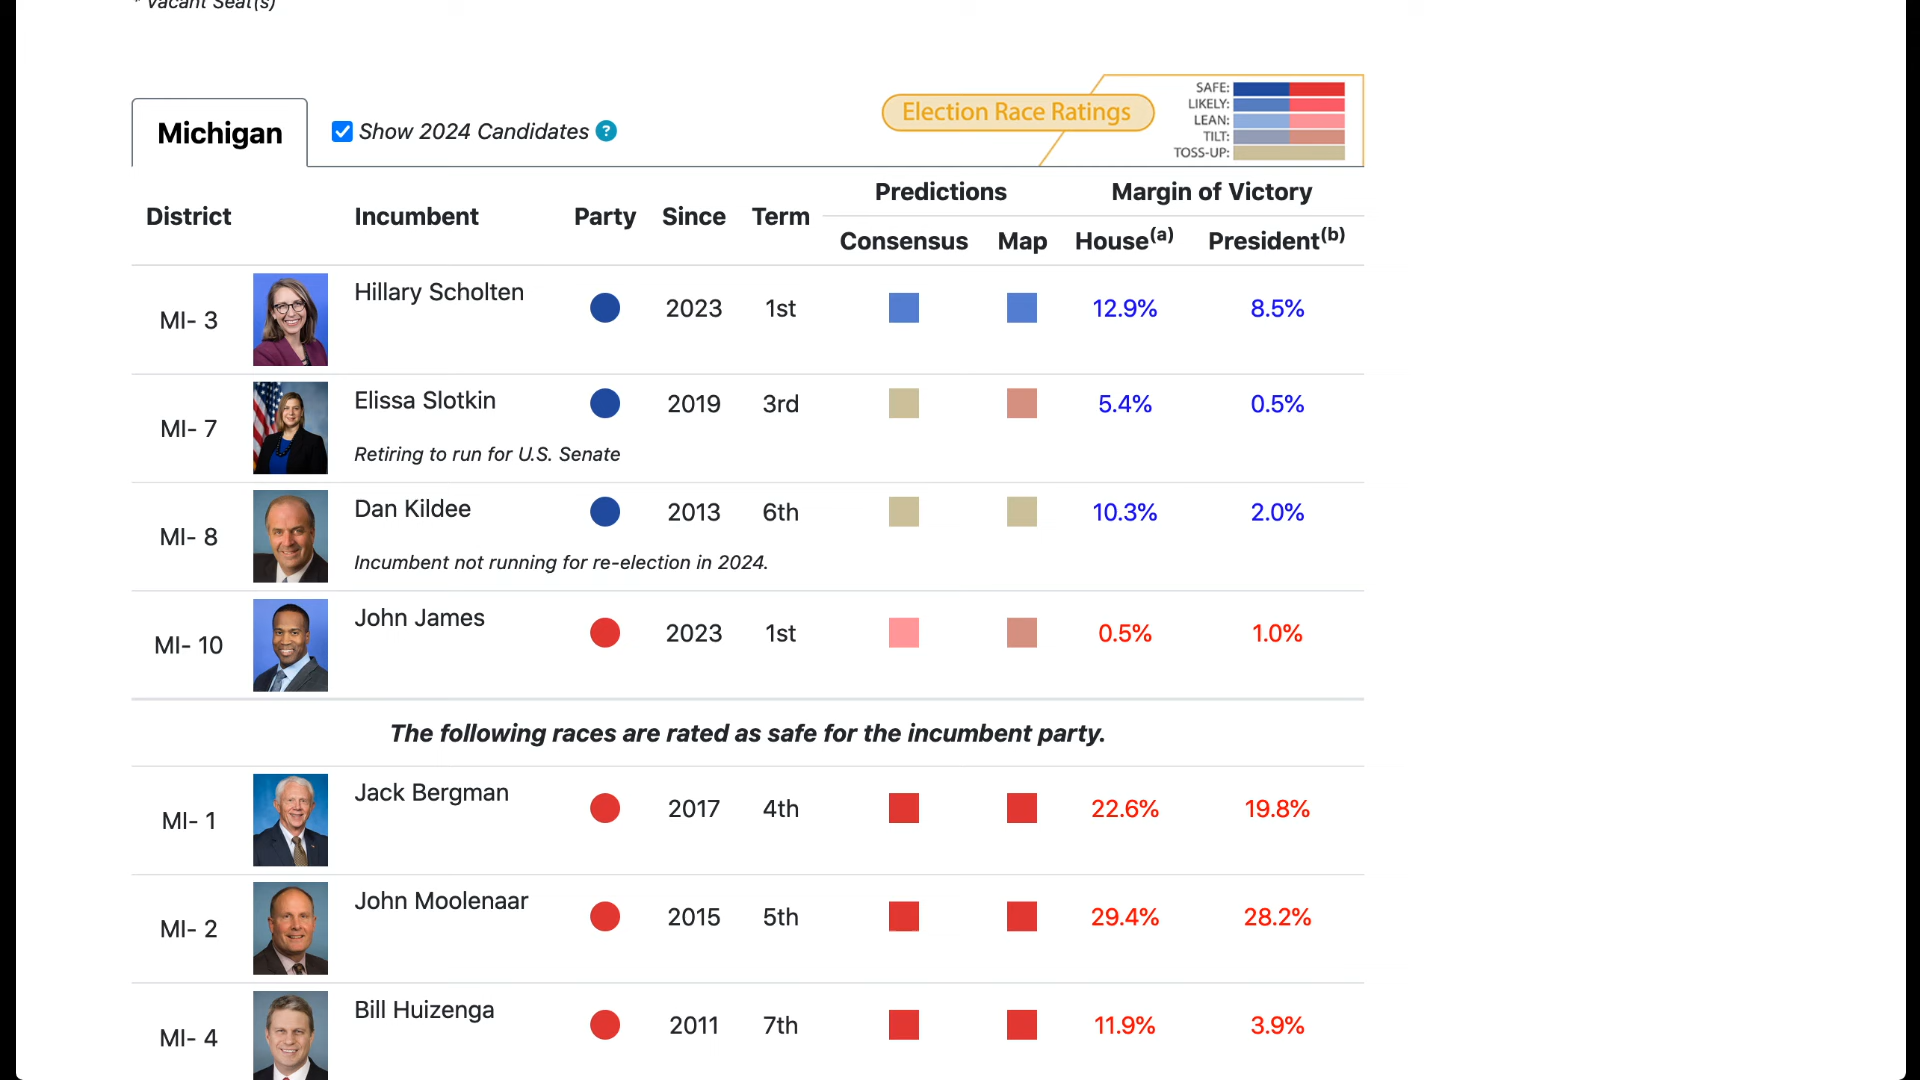 * Vacant Seat(s)
Michigan
Show 2024 Candidates ?
Election Race Ratings
SAFE:
LIKELY:
LEAN:
TILT:
TOSS-UP:
District Incumbent Party Since Term Predictions Margin of Victory
Consensus Map House(a) President(b)
MI- 3 Hillary Scholten 2023 1st 12.9% 8.5%
MI- 7 Elissa Slotkin 2019 3rd 5.4% 0.5%
Retiring to run for U.S. Senate
MI- 8 Dan Kildee 2013 6th 10.3% 2.0%
Incumbent not running for re-election in 2024.
MI- 10 John James 2023 1st 0.5% 1.0%
The following races are rated as safe for the incumbent party.
MI- 1 Jack Bergman 2017 4th 22.6% 19.8%
MI- 2 John Moolenaar 2015 5th 29.4% 28.2%
MI- 4 Bill Huizenga 2011 7th 11.9% 3.9%